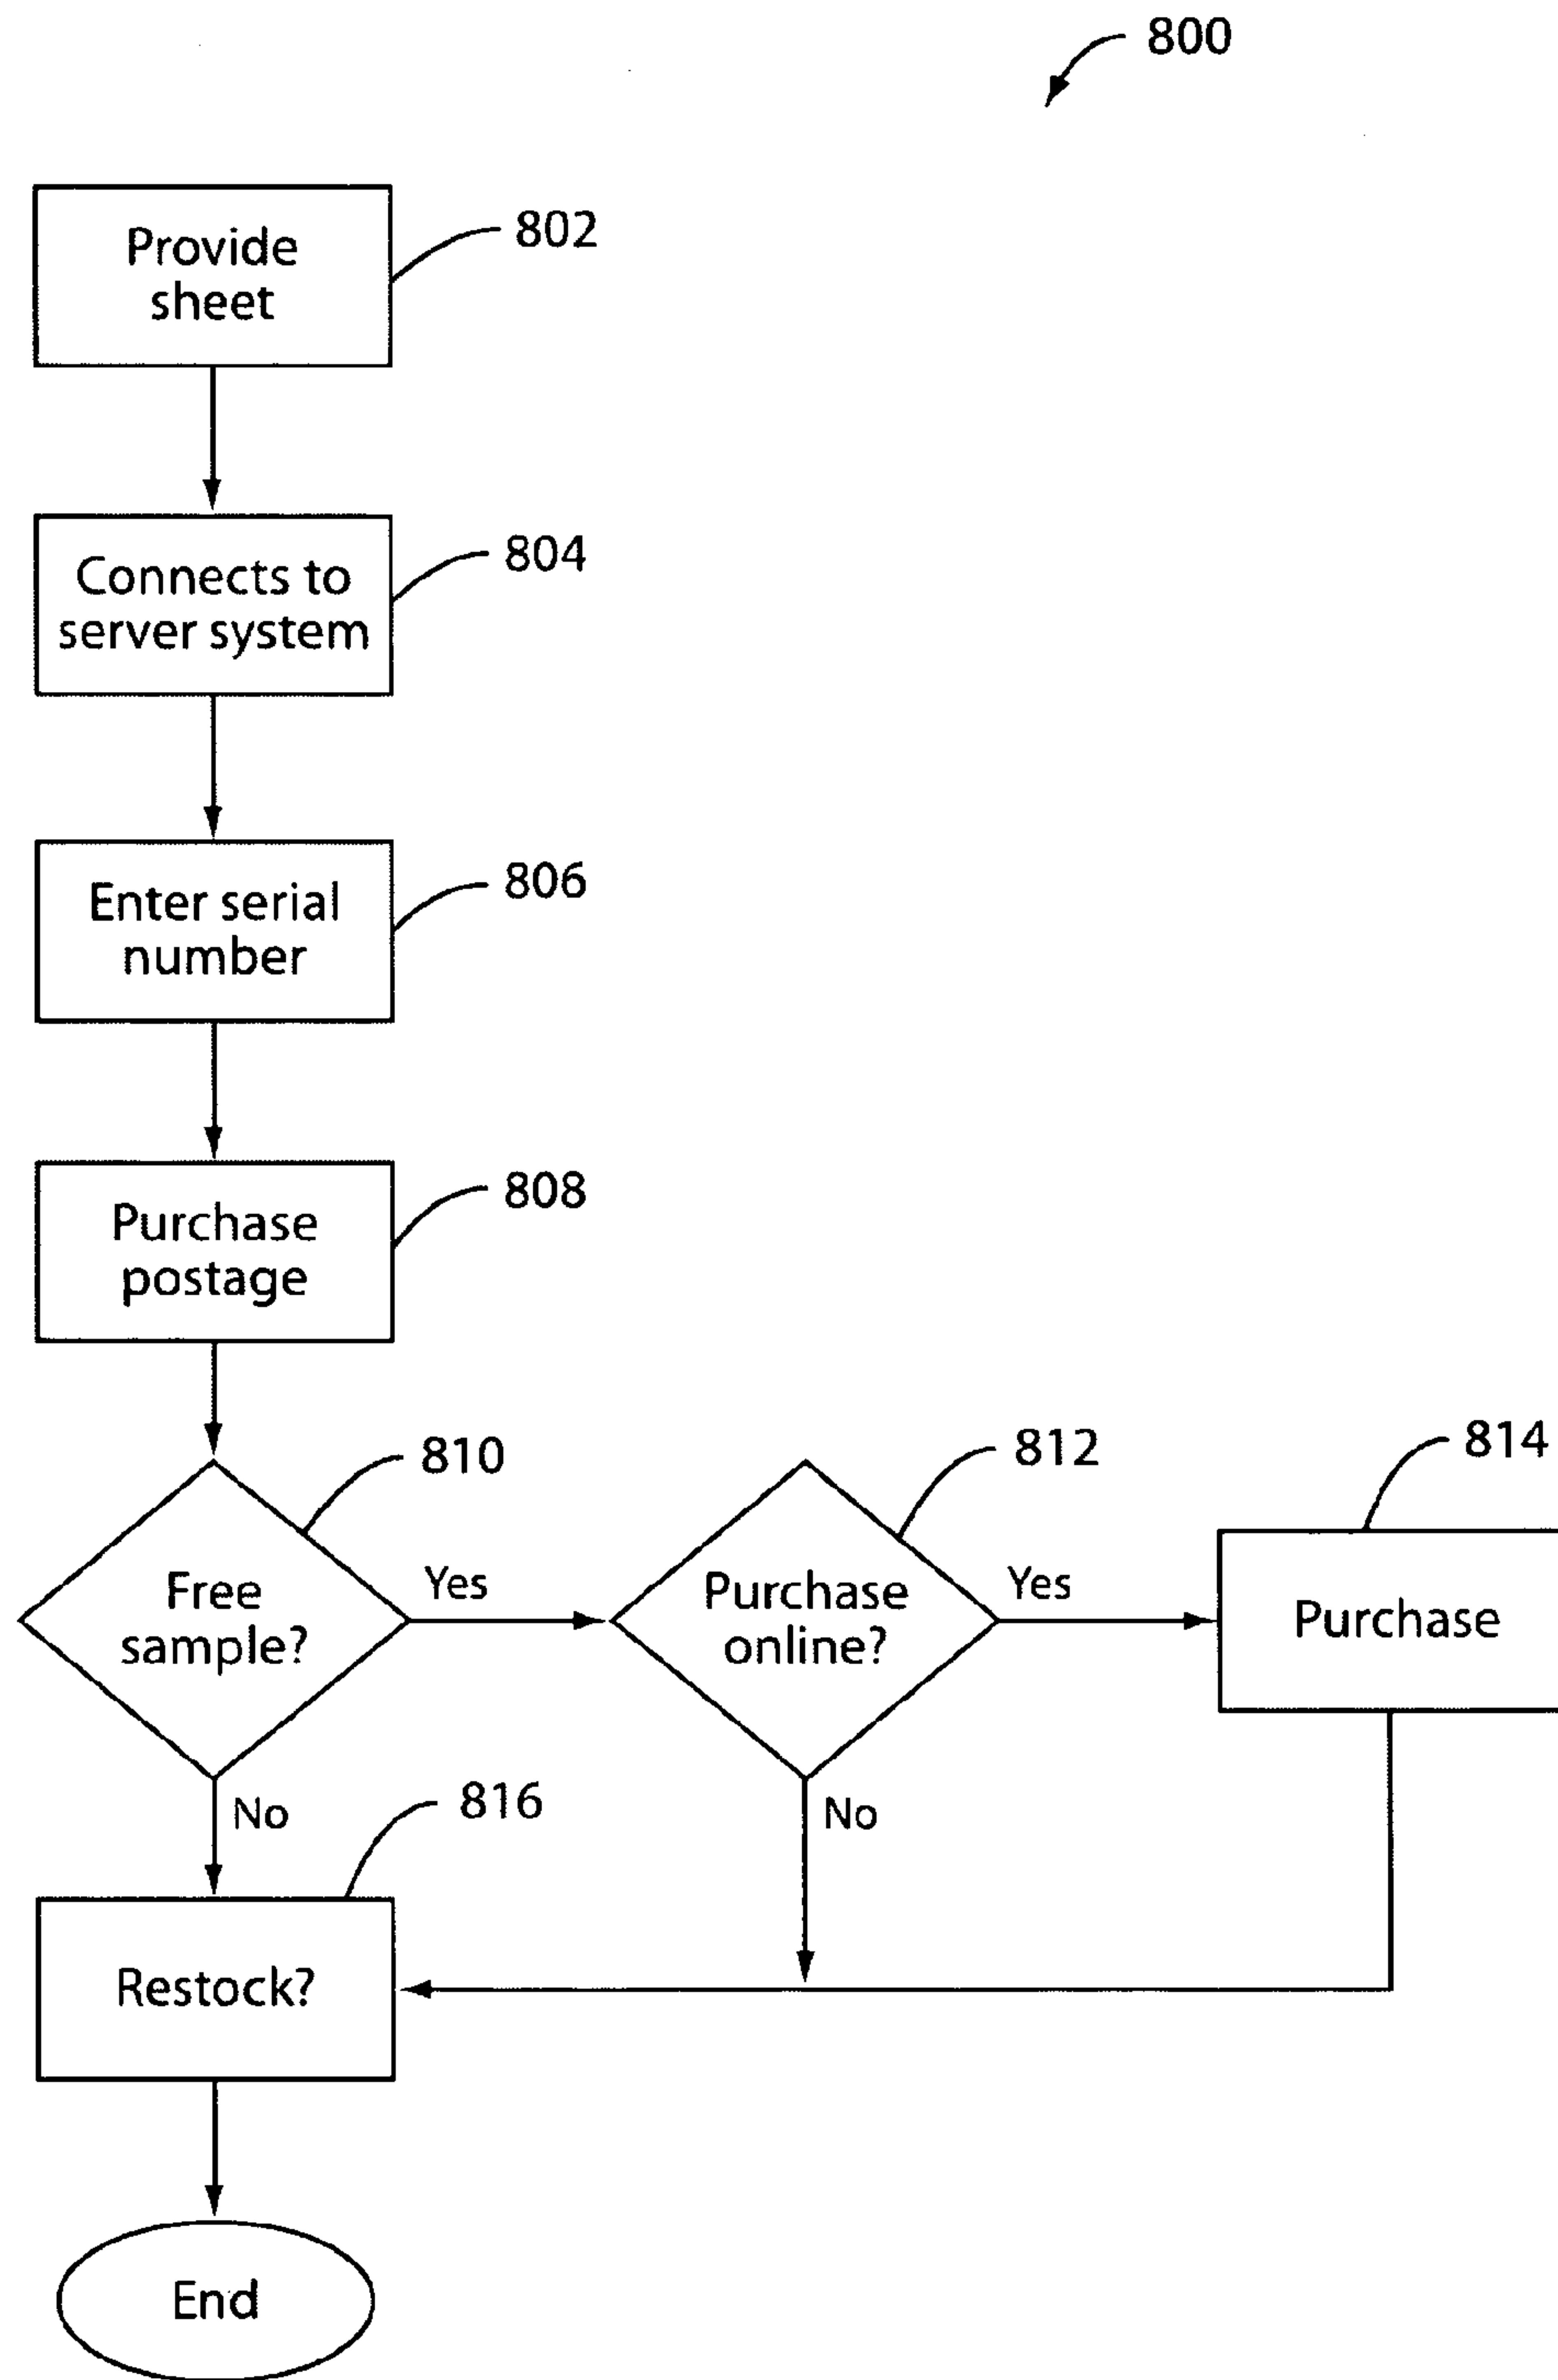 800
Provide
sheet
802
Connects to
server system
804
Enter serial
number
806
Purchase
postage
808
Free
sample?
810
Yes
No
Purchase
online?
812
Yes
No
Purchase
814
Restock?
816
End